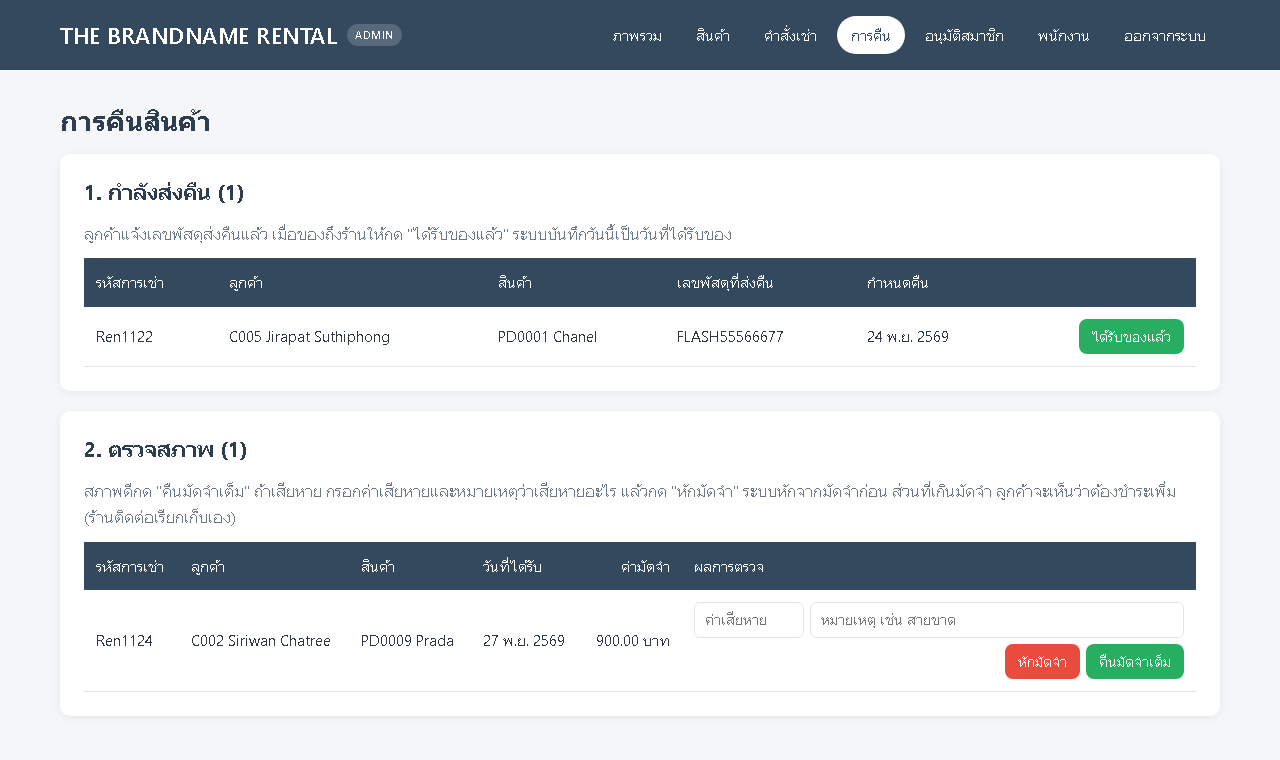 THE BRANDNAME RENTAL ADMIN ภาพรวม สินค้า คำสั่งเช่า การคืน อนุมัติสมาชิก พนักงาน ออกจากระบบ
การคืนสินค้า
1. กำลังส่งคืน (1)
ลูกค้าแจ้งเลขพัสดุส่งคืนแล้ว เมื่อของถึงร้านให้กด "ได้รับของแล้ว" ระบบบันทึกวันนี้เป็นวันที่ได้รับของ
รหัสการเช่า ลูกค้า สินค้า เลขพัสดุที่ส่งคืน กำหนดคืน
Ren1122 C005 Jirapat Suthiphong PD0001 Chanel FLASH55566677 24 พ.ย. 2569 ได้รับของแล้ว
2. ตรวจสภาพ (1)
สภาพดีกด "คืนมัดจำเต็ม" ถ้าเสียหาย กรอกค่าเสียหายและหมายเหตุว่าเสียหายอะไร แล้วกด "หักมัดจำ" ระบบหักจากมัดจำก่อน ส่วนที่เกินมัดจำ ลูกค้าจะเห็นว่าต้องชำระเพิ่ม
(ร้านติดต่อเรียกเก็บเอง)
รหัสการเช่า ลูกค้า สินค้า วันที่ได้รับ ค่ามัดจำ ผลการตรวจ
Ren1124 C002 Siriwan Chatree PD0009 Prada 27 พ.ย. 2569 900.00 บาท ค่าเสียหาย หมายเหตุ เช่น สายขาด
หักมัดจำ คืนมัดจำเต็ม